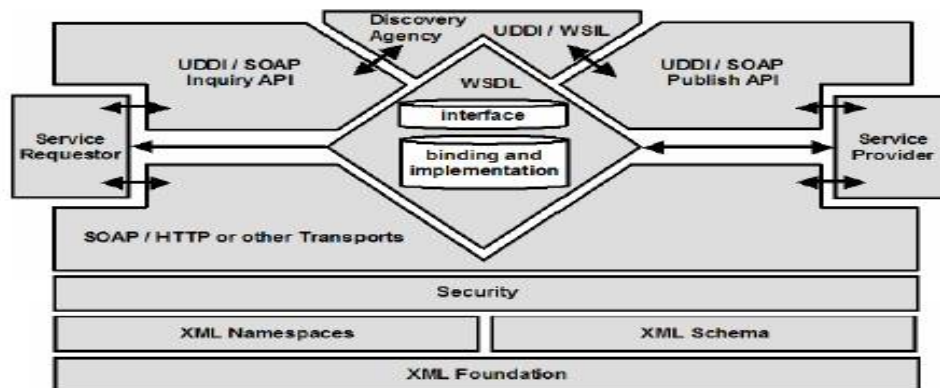 Discovery
Agency
UDDI / WSIL
UDDI / SOAP
Inquiry API
UDDI / SOAP
Publish API
WSDL
interface
Service
Requestor
binding and
implementation
Service
Provider
SOAP / HTTP or other Transports
Security
XML Namespaces
XML Schema
XML Foundation